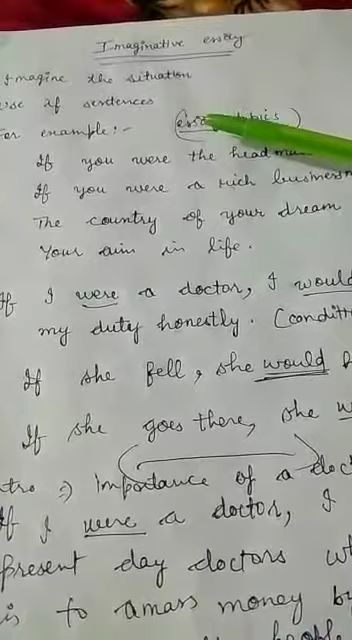 Imaginative essay
Imagine the situation
use if sentences
For example :-
If you were the head
If you were a rich
The country of your dream
Your aim in life.
If I were a doctor, I would
my duty honestly.
If she fell, she would
If she goes there, she
Intro :) Importance of a doc
If I were a doctor, I
present day doctors
is to amass money